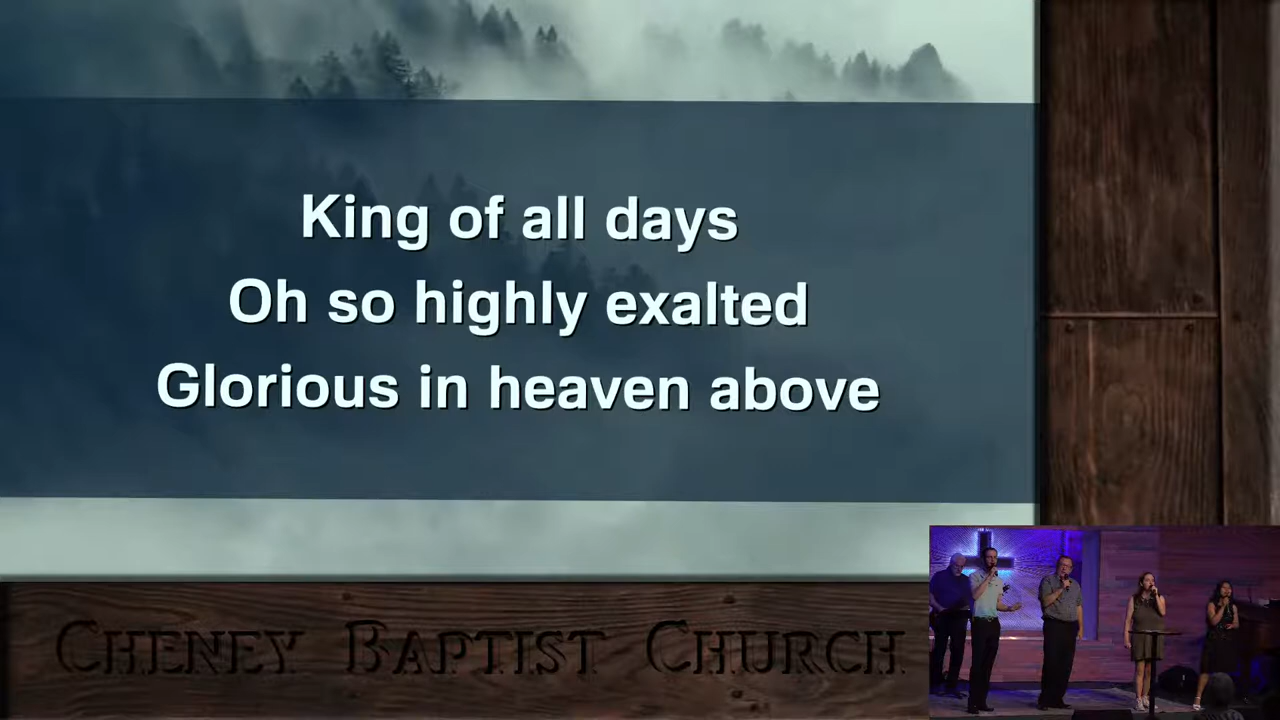 King of all days
Oh so highly exalted
Glorious in heaven above
Cheney Baptist Church